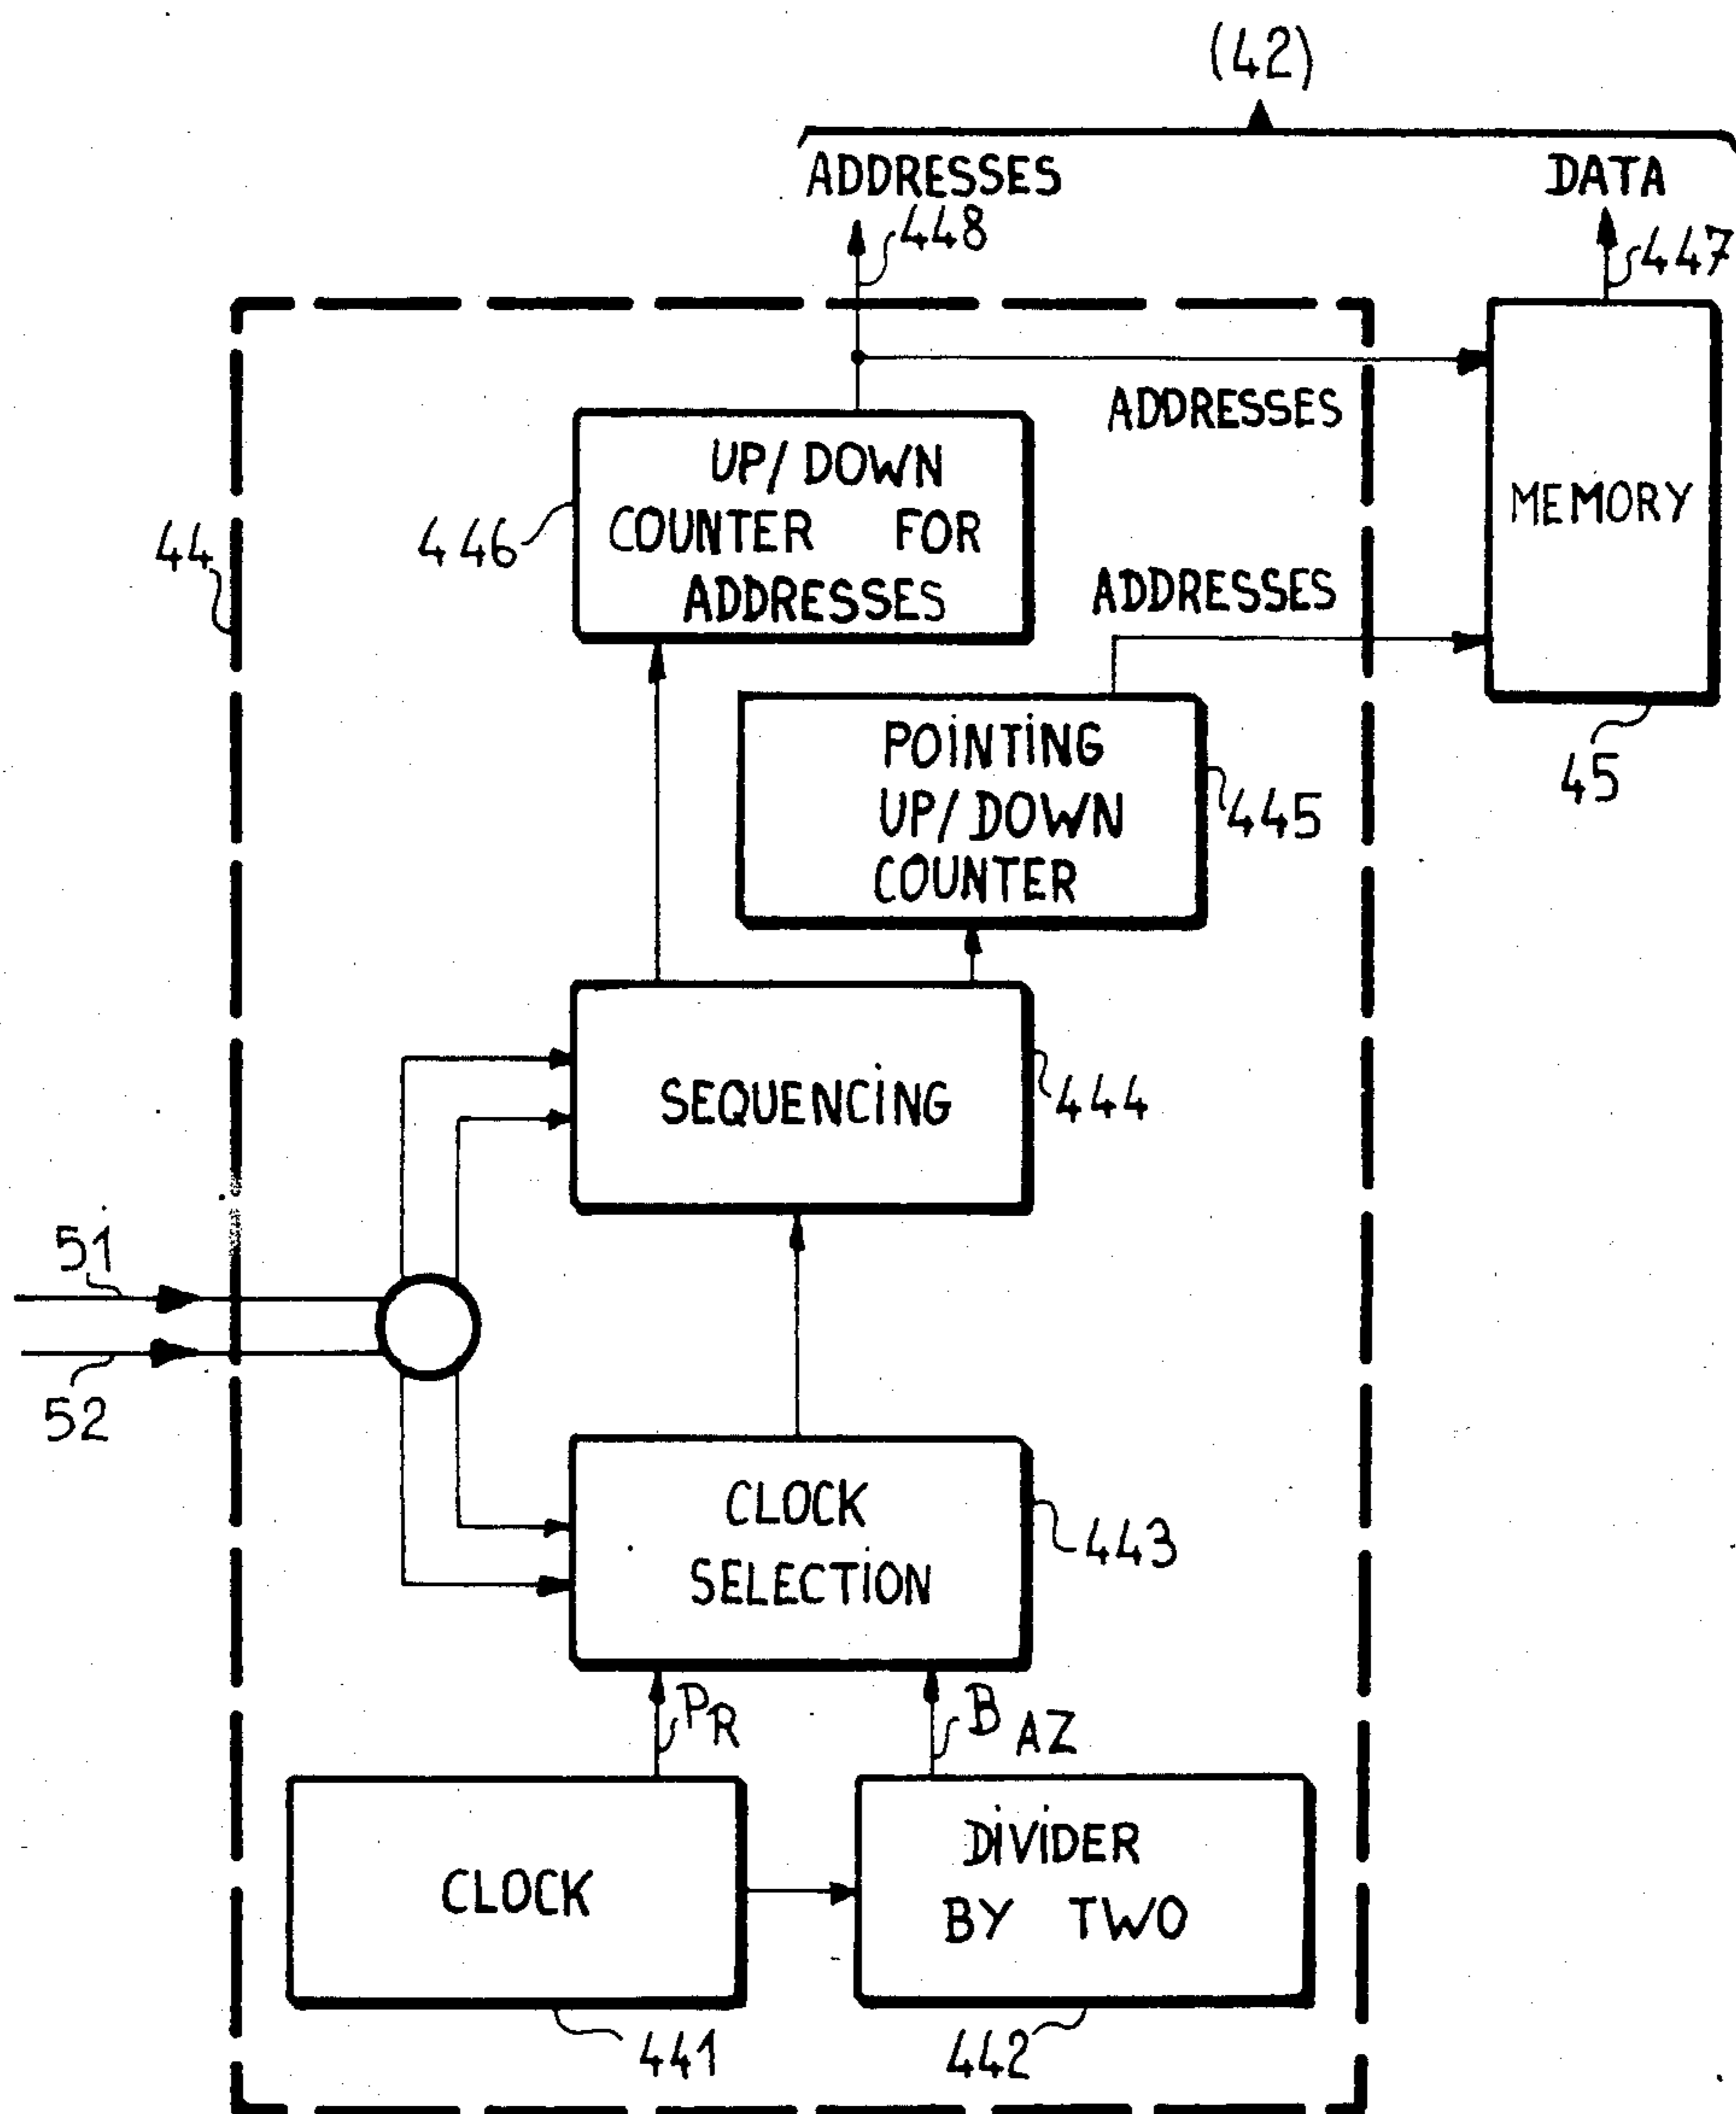 (42)
ADDRESSES
DATA
448
447
ADDRESSES
UP/DOWN
COUNTER FOR
ADDRESSES
MEMORY
446
44
ADDRESSES
45
POINTING
UP/DOWN
COUNTER
445
SEQUENCING
444
51
52
CLOCK
SELECTION
443
PR
BAZ
CLOCK
DIVIDER
BY TWO
441
442